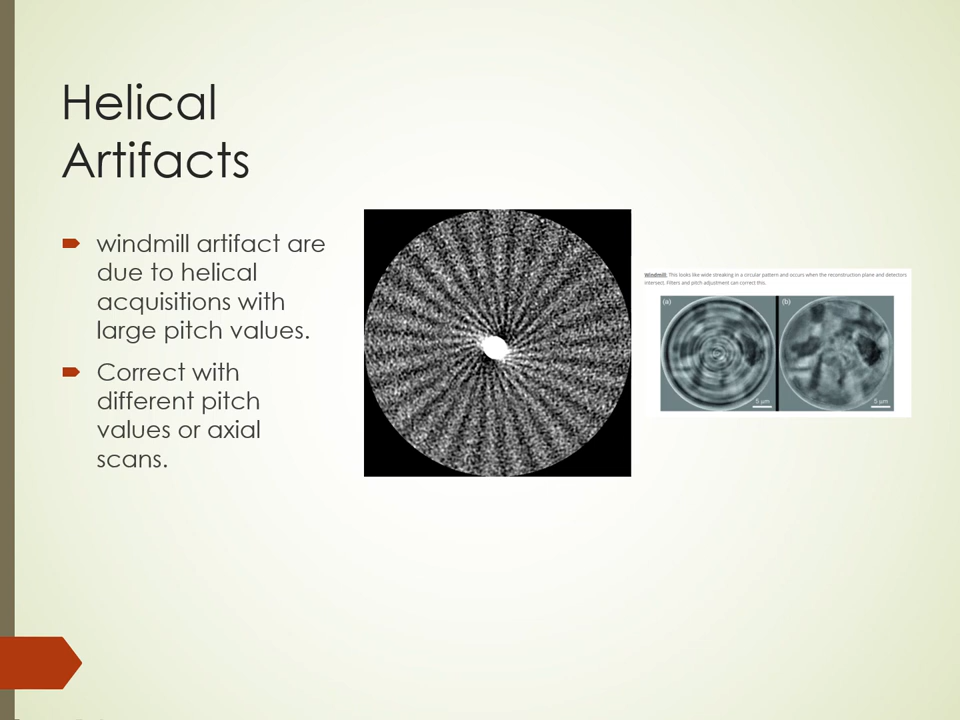 Helical
Artifacts
windmill artifact are
due to helical
acquisitions with
large pitch values.
Correct with
different pitch
values or axial
scans.
Windmill: This looks like wide streaking in a circular pattern and occurs when the reconstruction plane and detectors
intersect. Filters and pitch adjustment can correct this.
(a)
(b)
5 μm
5 μm